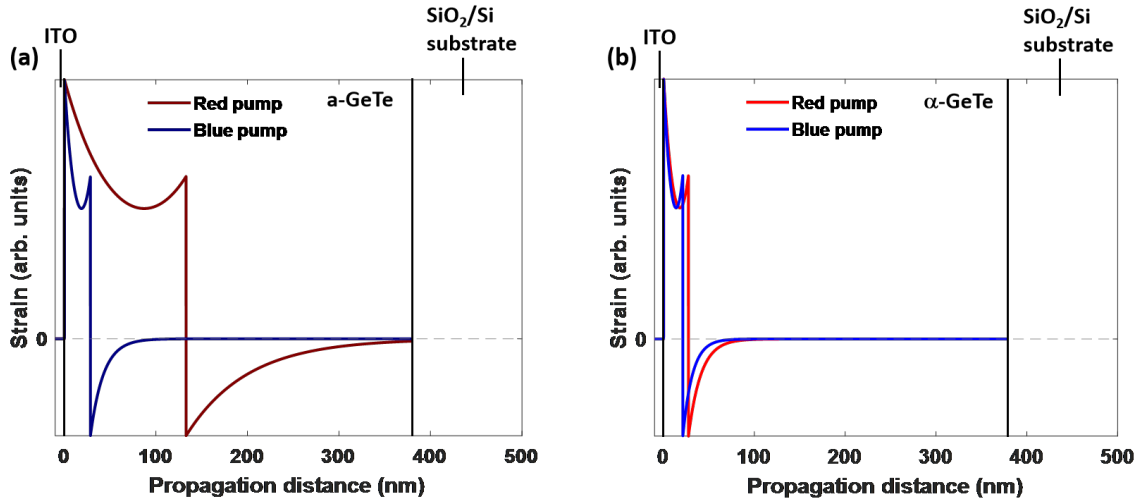 (a)
ITO
SiO2/Si
substrate
a-GeTe
Red pump
Blue pump
Strain (arb. units)
0
0
100
200
300
400
500
Propagation distance (nm)
(b)
ITO
SiO2/Si
substrate
α-GeTe
Red pump
Blue pump
Strain (arb. units)
0
0
100
200
300
400
500
Propagation distance (nm)